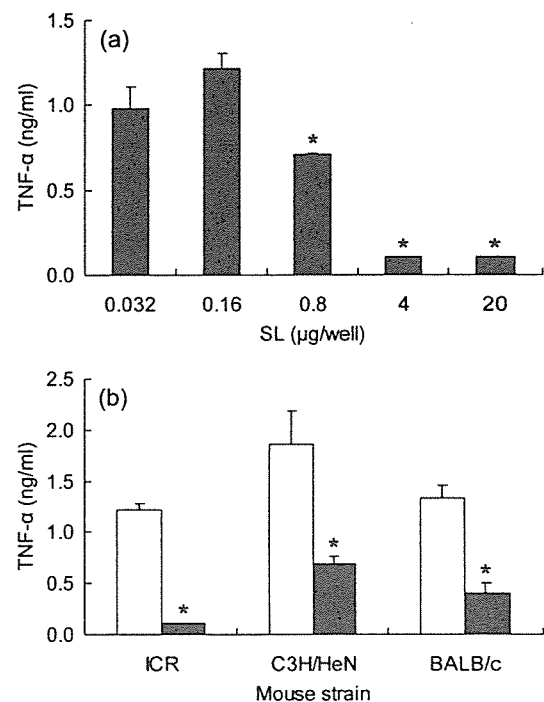 (a)
TNF-α (ng/ml)
1.5
1.0
0.5
0.0
*
*
*
0.032 0.16 0.8 4 20
SL (μg/well)
(b)
TNF-α (ng/ml)
2.5
2.0
1.5
1.0
0.5
0.0
*
*
*
ICR C3H/HeN BALB/c
Mouse strain